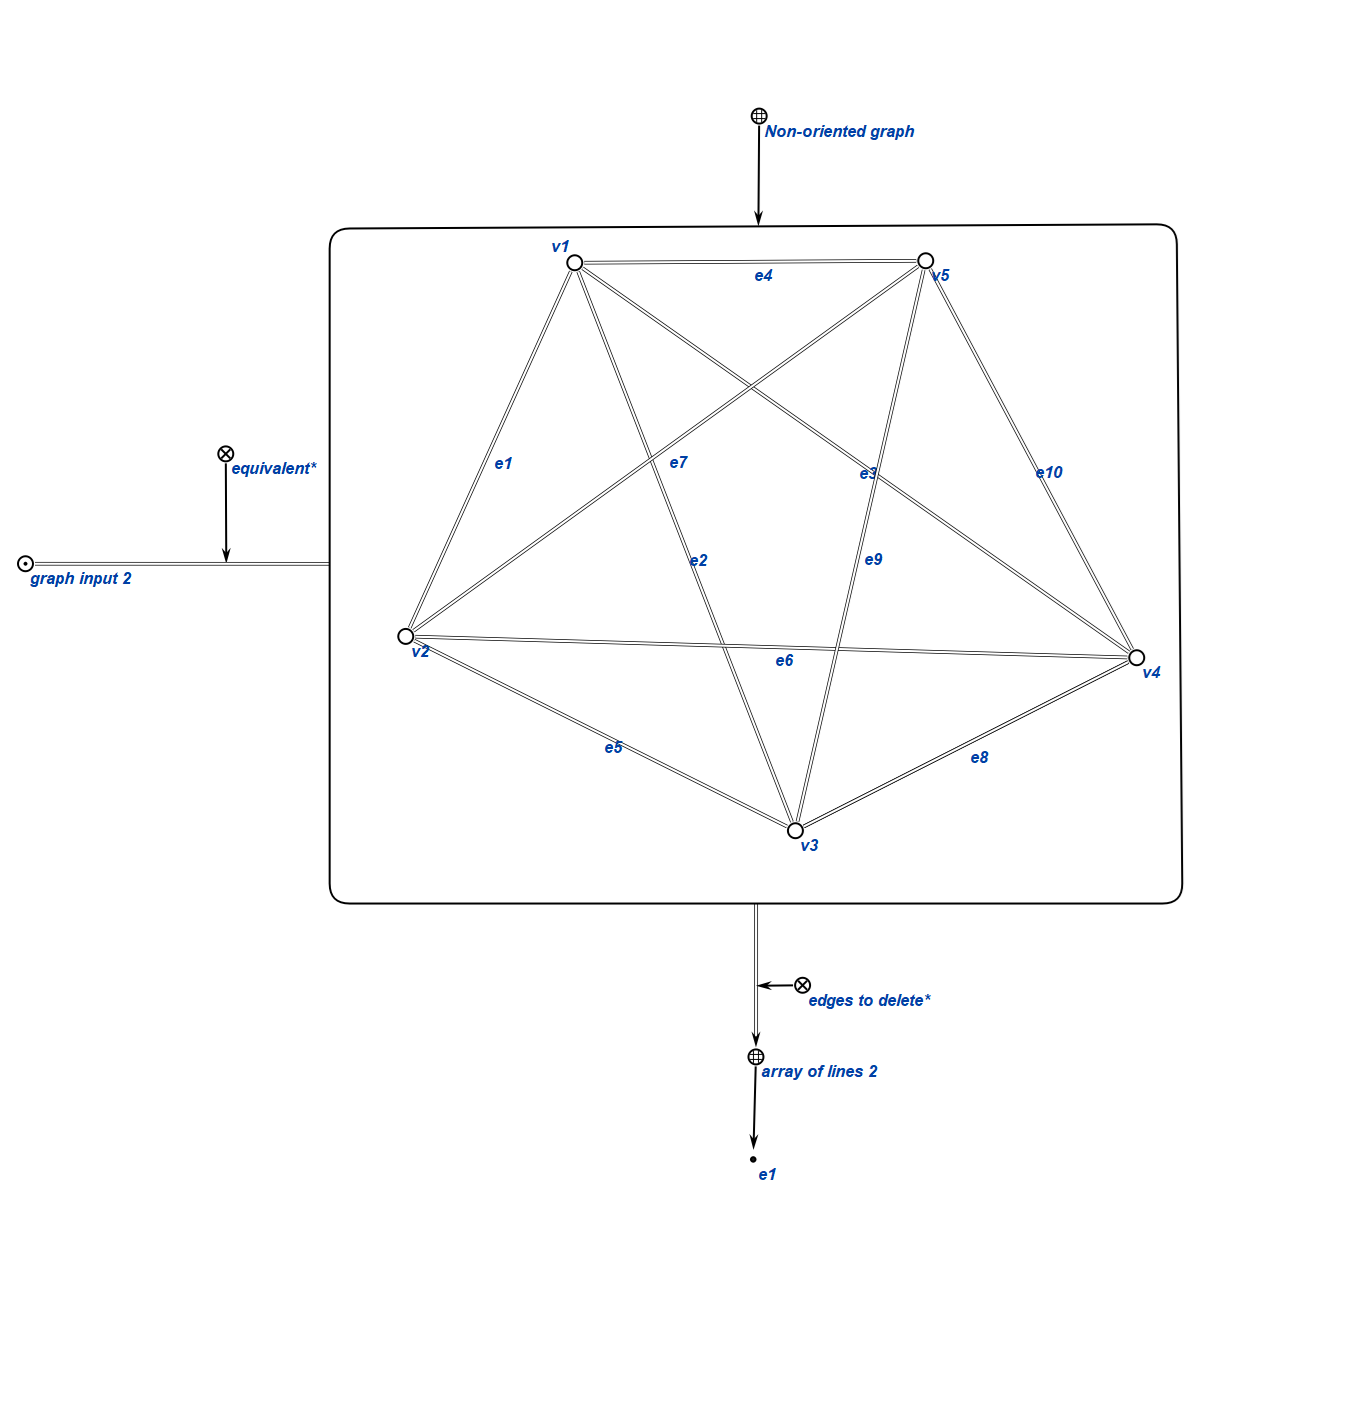 Non-oriented graph
v1
e4
v5
e1
e7
e3
e10
equivalent*
graph input 2
e2
e9
v2
e6
v4
e5
e8
v3
edges to delete*
array of lines 2
e1